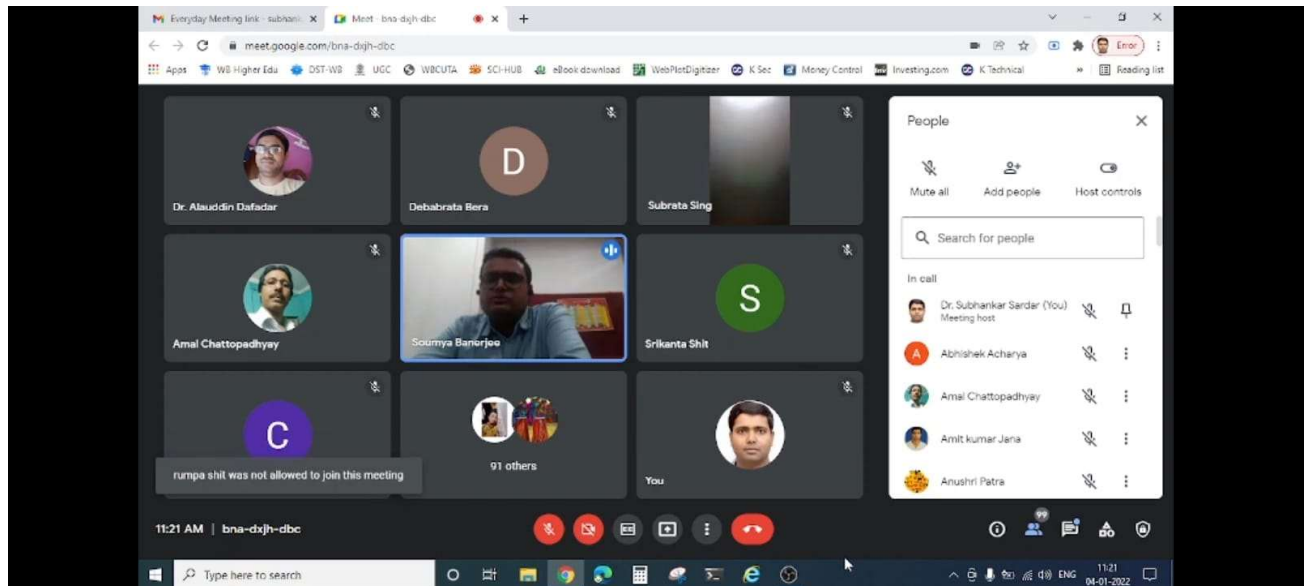 Everyday Meeting link - subhank
Meet - bna-dxjh-dbc
meet.google.com/bna-dxjh-dbc
Error
Apps WB Higher Edu DST-WB UGC WBCUTA SCI-HUB eBook download WebPlotDigitizer K Sec Money Control Investing.com K Technical » Reading list
Dr. Alauddin Dafadar
D
Debabrata Bera
Subrata Sing
Amal Chattopadhyay
Soumya Banerjee
S
Srikanta Shit
C
rumpa shit was not allowed to join this meeting
91 others
You
People
Mute all Add people Host controls
Search for people
In call
Dr. Subhankar Sardar (You)
Meeting host
A
Abhishek Acharya
Amal Chattopadhyay
Amit kumar Jana
Anushri Patra
11:21 AM | bna-dxjh-dbc
99
Type here to search
ENG
11:21
04-01-2022